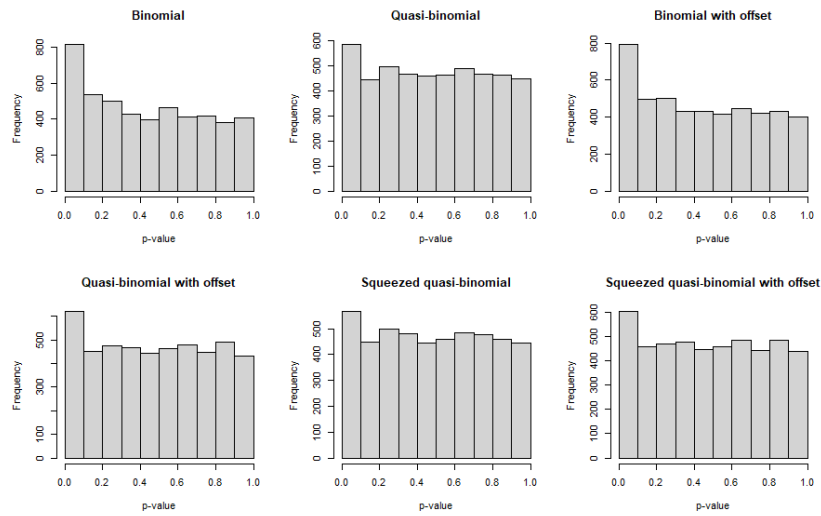 Binomial
Frequency
0 200 400 600 800
0.0 0.2 0.4 0.6 0.8 1.0
p-value
Quasi-binomial
Frequency
0 100 200 300 400 500 600
0.0 0.2 0.4 0.6 0.8 1.0
p-value
Binomial with offset
Frequency
0 200 400 600 800
0.0 0.2 0.4 0.6 0.8 1.0
p-value
Quasi-binomial with offset
Frequency
0 100 300 500
0.0 0.2 0.4 0.6 0.8 1.0
p-value
Squeezed quasi-binomial
Frequency
0 100 200 300 400 500
0.0 0.2 0.4 0.6 0.8 1.0
p-value
Squeezed quasi-binomial with offset
Frequency
0 100 200 300 400 500 600
0.0 0.2 0.4 0.6 0.8 1.0
p-value